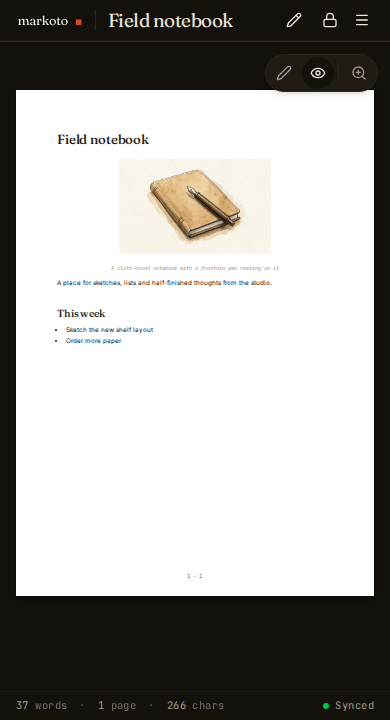 markoto
Field notebook
Field notebook
A cloth-bound notebook with a fountain pen resting on it
A place for sketches, lists and half-finished thoughts from the studio.
This week
Sketch the new shelf layout
Order more paper
1 - 1
37 words · 1 page · 266 chars
Synced